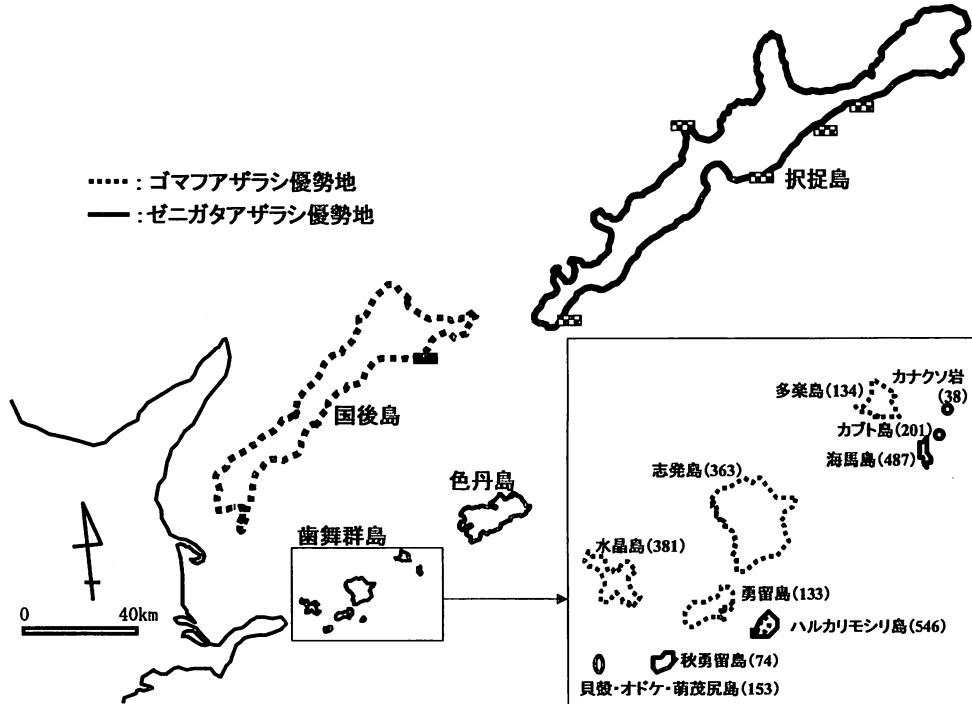 : ゴマフアザラシ優勢地
: ゼニガタアザラシ優勢地
択捉島
国後島
色丹島
歯舞群島
0 40km
多楽島(134)
カナクソ岩
(38)
カブト島(201)
海馬島(487)
志発島(363)
水晶島(381)
勇留島(133)
ハルカリモシリ島(546)
秋勇留島(74)
貝殻・オドケ・萌茂尻島(153)